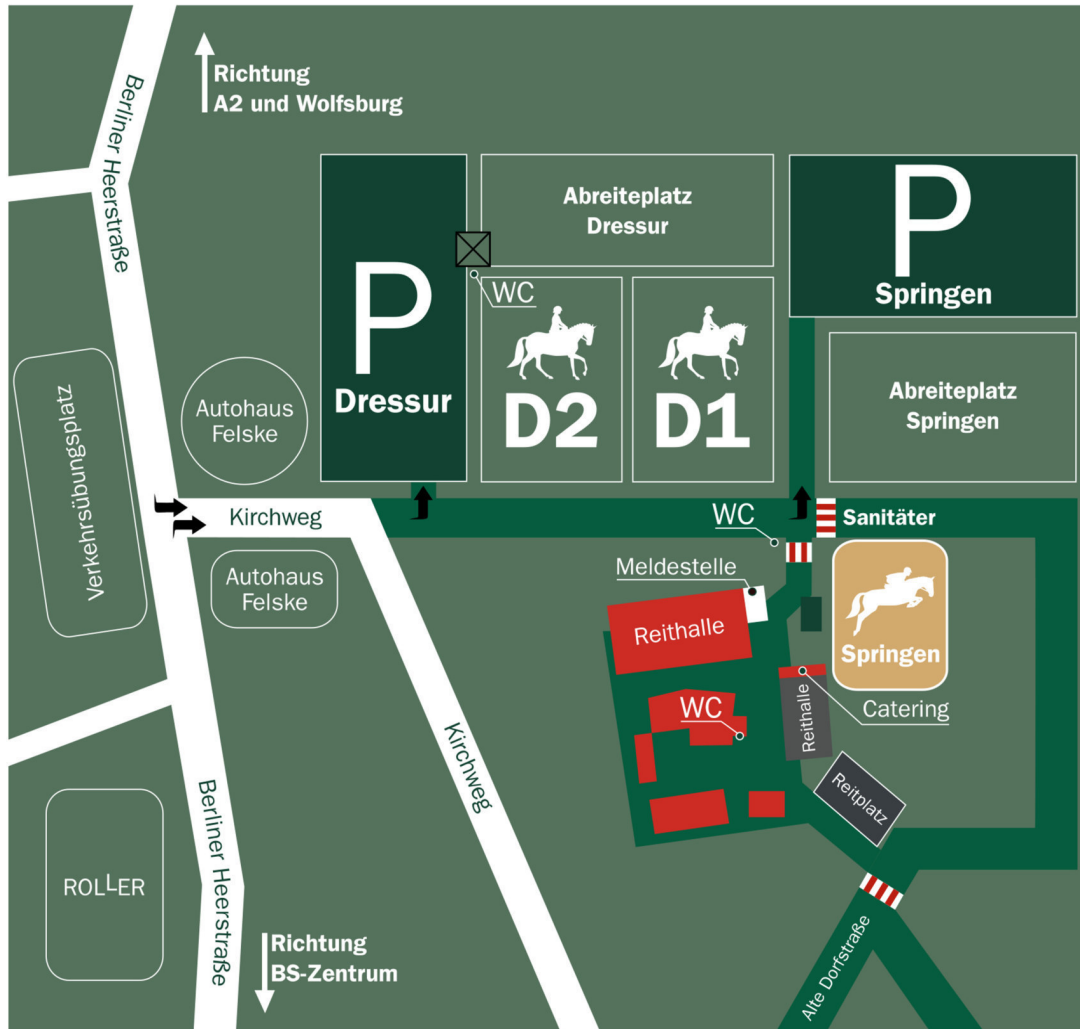 Berliner Heerstraße
Richtung
A2 und Wolfsburg
P
Dressur
Abreiteplatz
Dressur
P
Springen
WC
D2
D1
Abreiteplatz
Springen
Verkehrsübungsplatz
Autohaus
Felske
Kirchweg
WC
Sanitäter
Autohaus
Felske
Meldestelle
Reithalle
Springen
WC
Reithalle
Catering
Kirchweg
Reitplatz
Berliner Heerstraße
ROLLER
Richtung
BS-Zentrum
Alte Dorfstraße